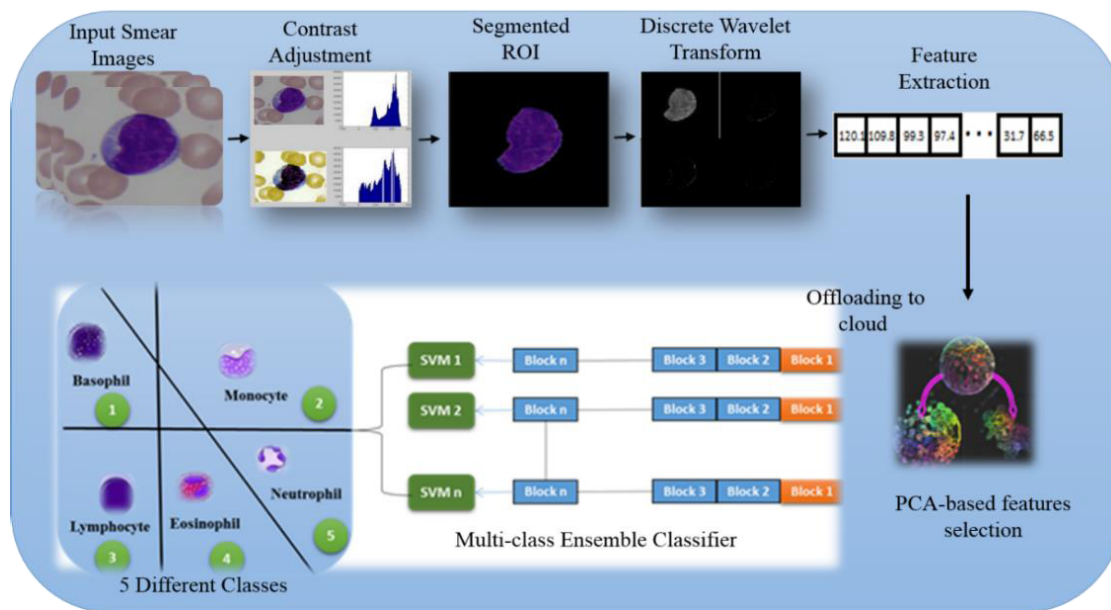 Input Smear
Images
Contrast
Adjustment
Segmented
ROI
Discrete Wavelet
Transform
Feature
Extraction
120.1 109.8 99.3 97.4 • • • 31.7 66.5
Offloading to
cloud
PCA-based features
selection
SVM 1 Block n Block 3 Block 2 Block 1
SVM 2 Block n Block 3 Block 2 Block 1
SVM n Block n Block 3 Block 2 Block 1
Multi-class Ensemble Classifier
Basophil
1
Monocyte
2
Lymphocyte
3
Eosinophil
4
Neutrophil
5
5 Different Classes